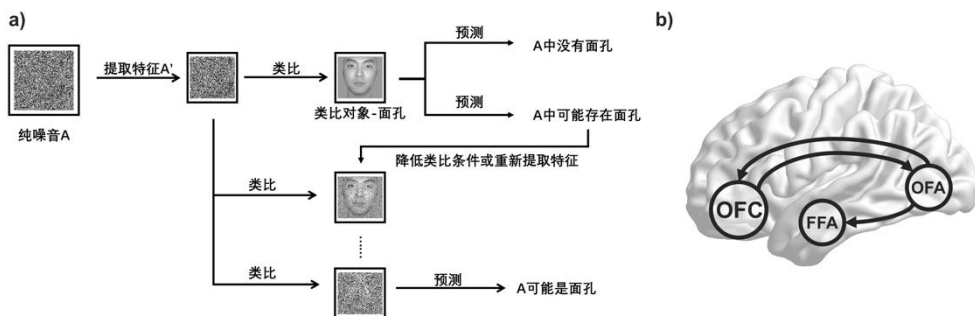 a)
b)
纯噪音A
提取特征A'
类比
类比对象-面孔
预测
A中没有面孔
预测
A中可能存在面孔
降低类比条件或重新提取特征
类比
......
类比
预测
A可能是面孔
OFC
FFA
OFA